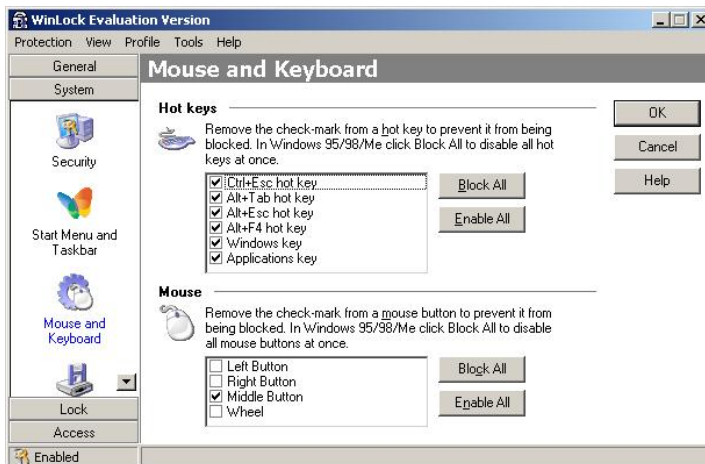 WinLock Evaluation Version
Protection View Profile Tools Help
General
System
Security
Start Menu and
Taskbar
Mouse and
Keyboard
Lock
Access
Enabled
Mouse and Keyboard
Hot keys
Remove the check-mark from a hot key to prevent it from being
blocked. In Windows 95/98/Me click Block All to disable all hot
keys at once.
Ctrl+Esc hot key
Alt+Tab hot key
Alt+Esc hot key
Alt+F4 hot key
Windows key
Applications key
Block All
Enable All
Mouse
Remove the check-mark from a mouse button to prevent it from
being blocked. In Windows 95/98/Me click Block All to disable
all mouse buttons at once.
Left Button
Right Button
Middle Button
Wheel
Block All
Enable All
OK
Cancel
Help